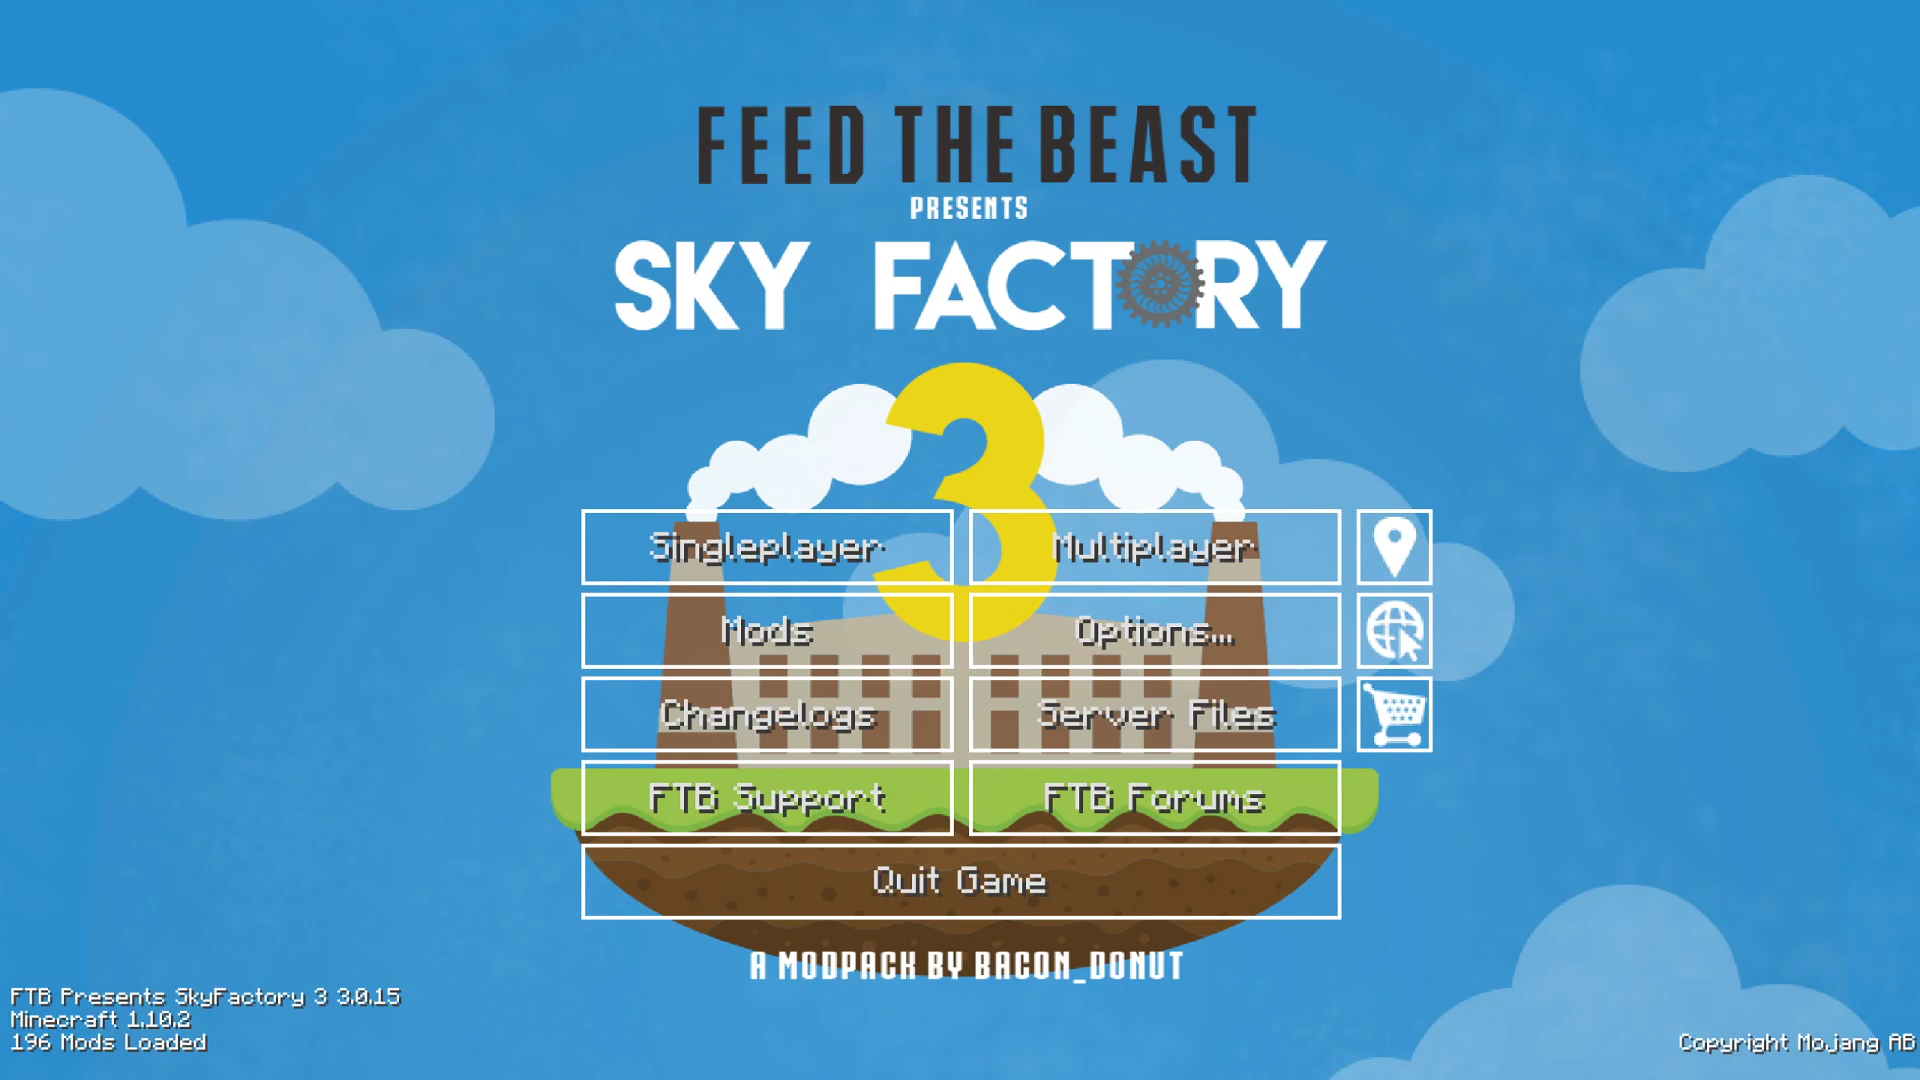 FEED THE BEAST
PRESENTS
SKY FACTORY
3
Singleplayer
Multiplayer
Mods
Options...
Changelogs
Server Files
FTB Support
FTB Forums
Quit Game
A MODPACK BY BACON_DONUT
FTB Presents SkyFactory 3 3.0.15
Minecraft 1.10.2
196 Mods Loaded
Copyright Mojang AB